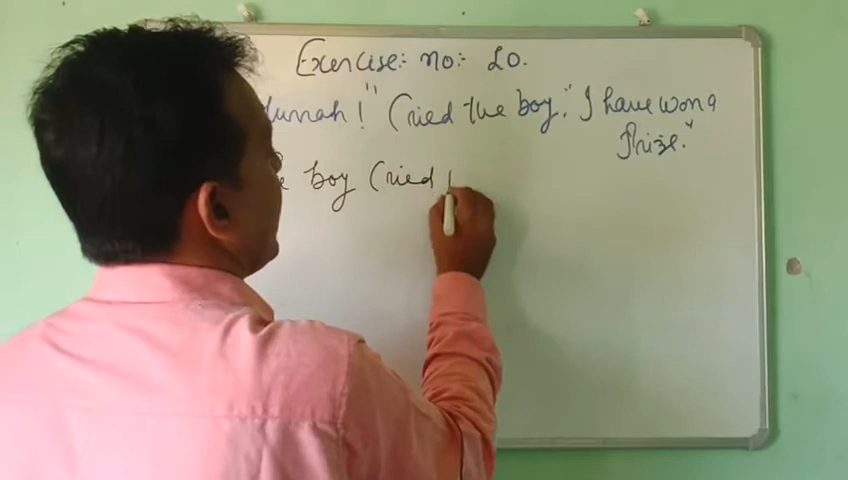 Exercise:- no:- 20.
Hurrah!" Cried the boy, "I have won a
Prize."
boy Cried